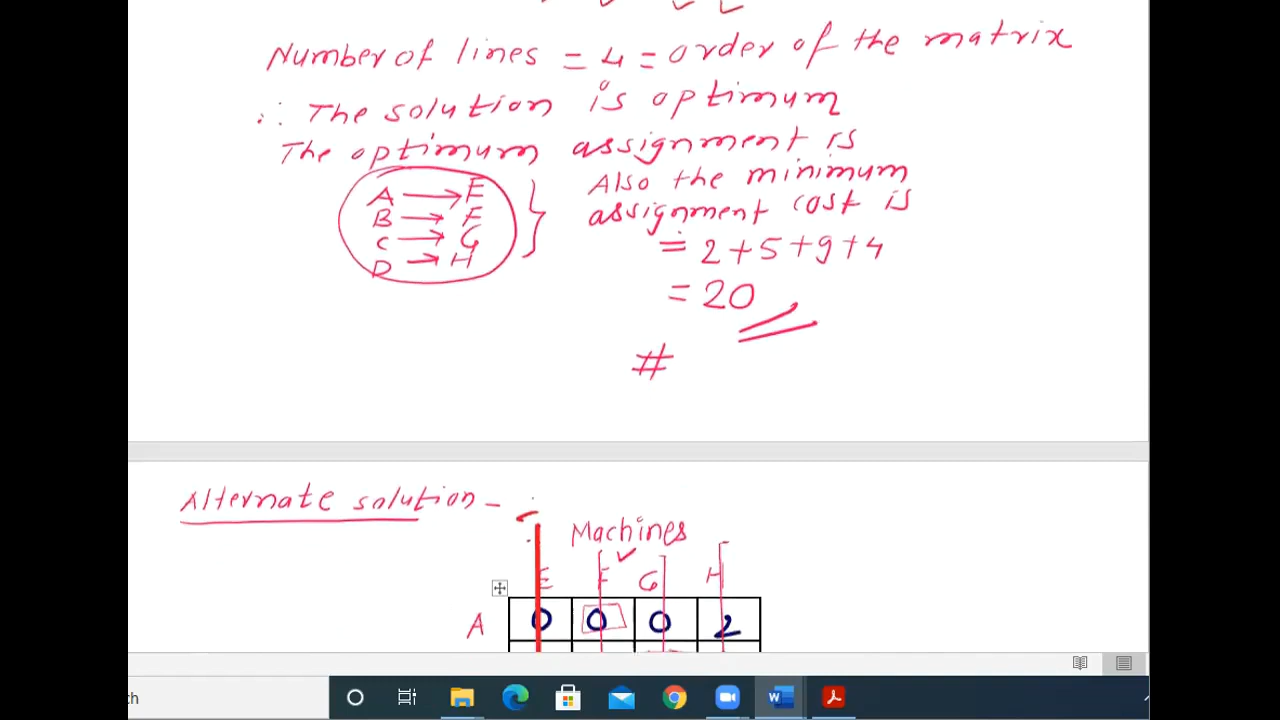 Number of lines = 4 = order of the matrix
∴ The solution is optimum
The optimum assignment is
A → E
B → F
C → G
D → H
Also the minimum
assignment cost is
= 2+5+9+4
= 20
#
Alternate solution -
Machines
E F G H
A 0 0 0 2
ch